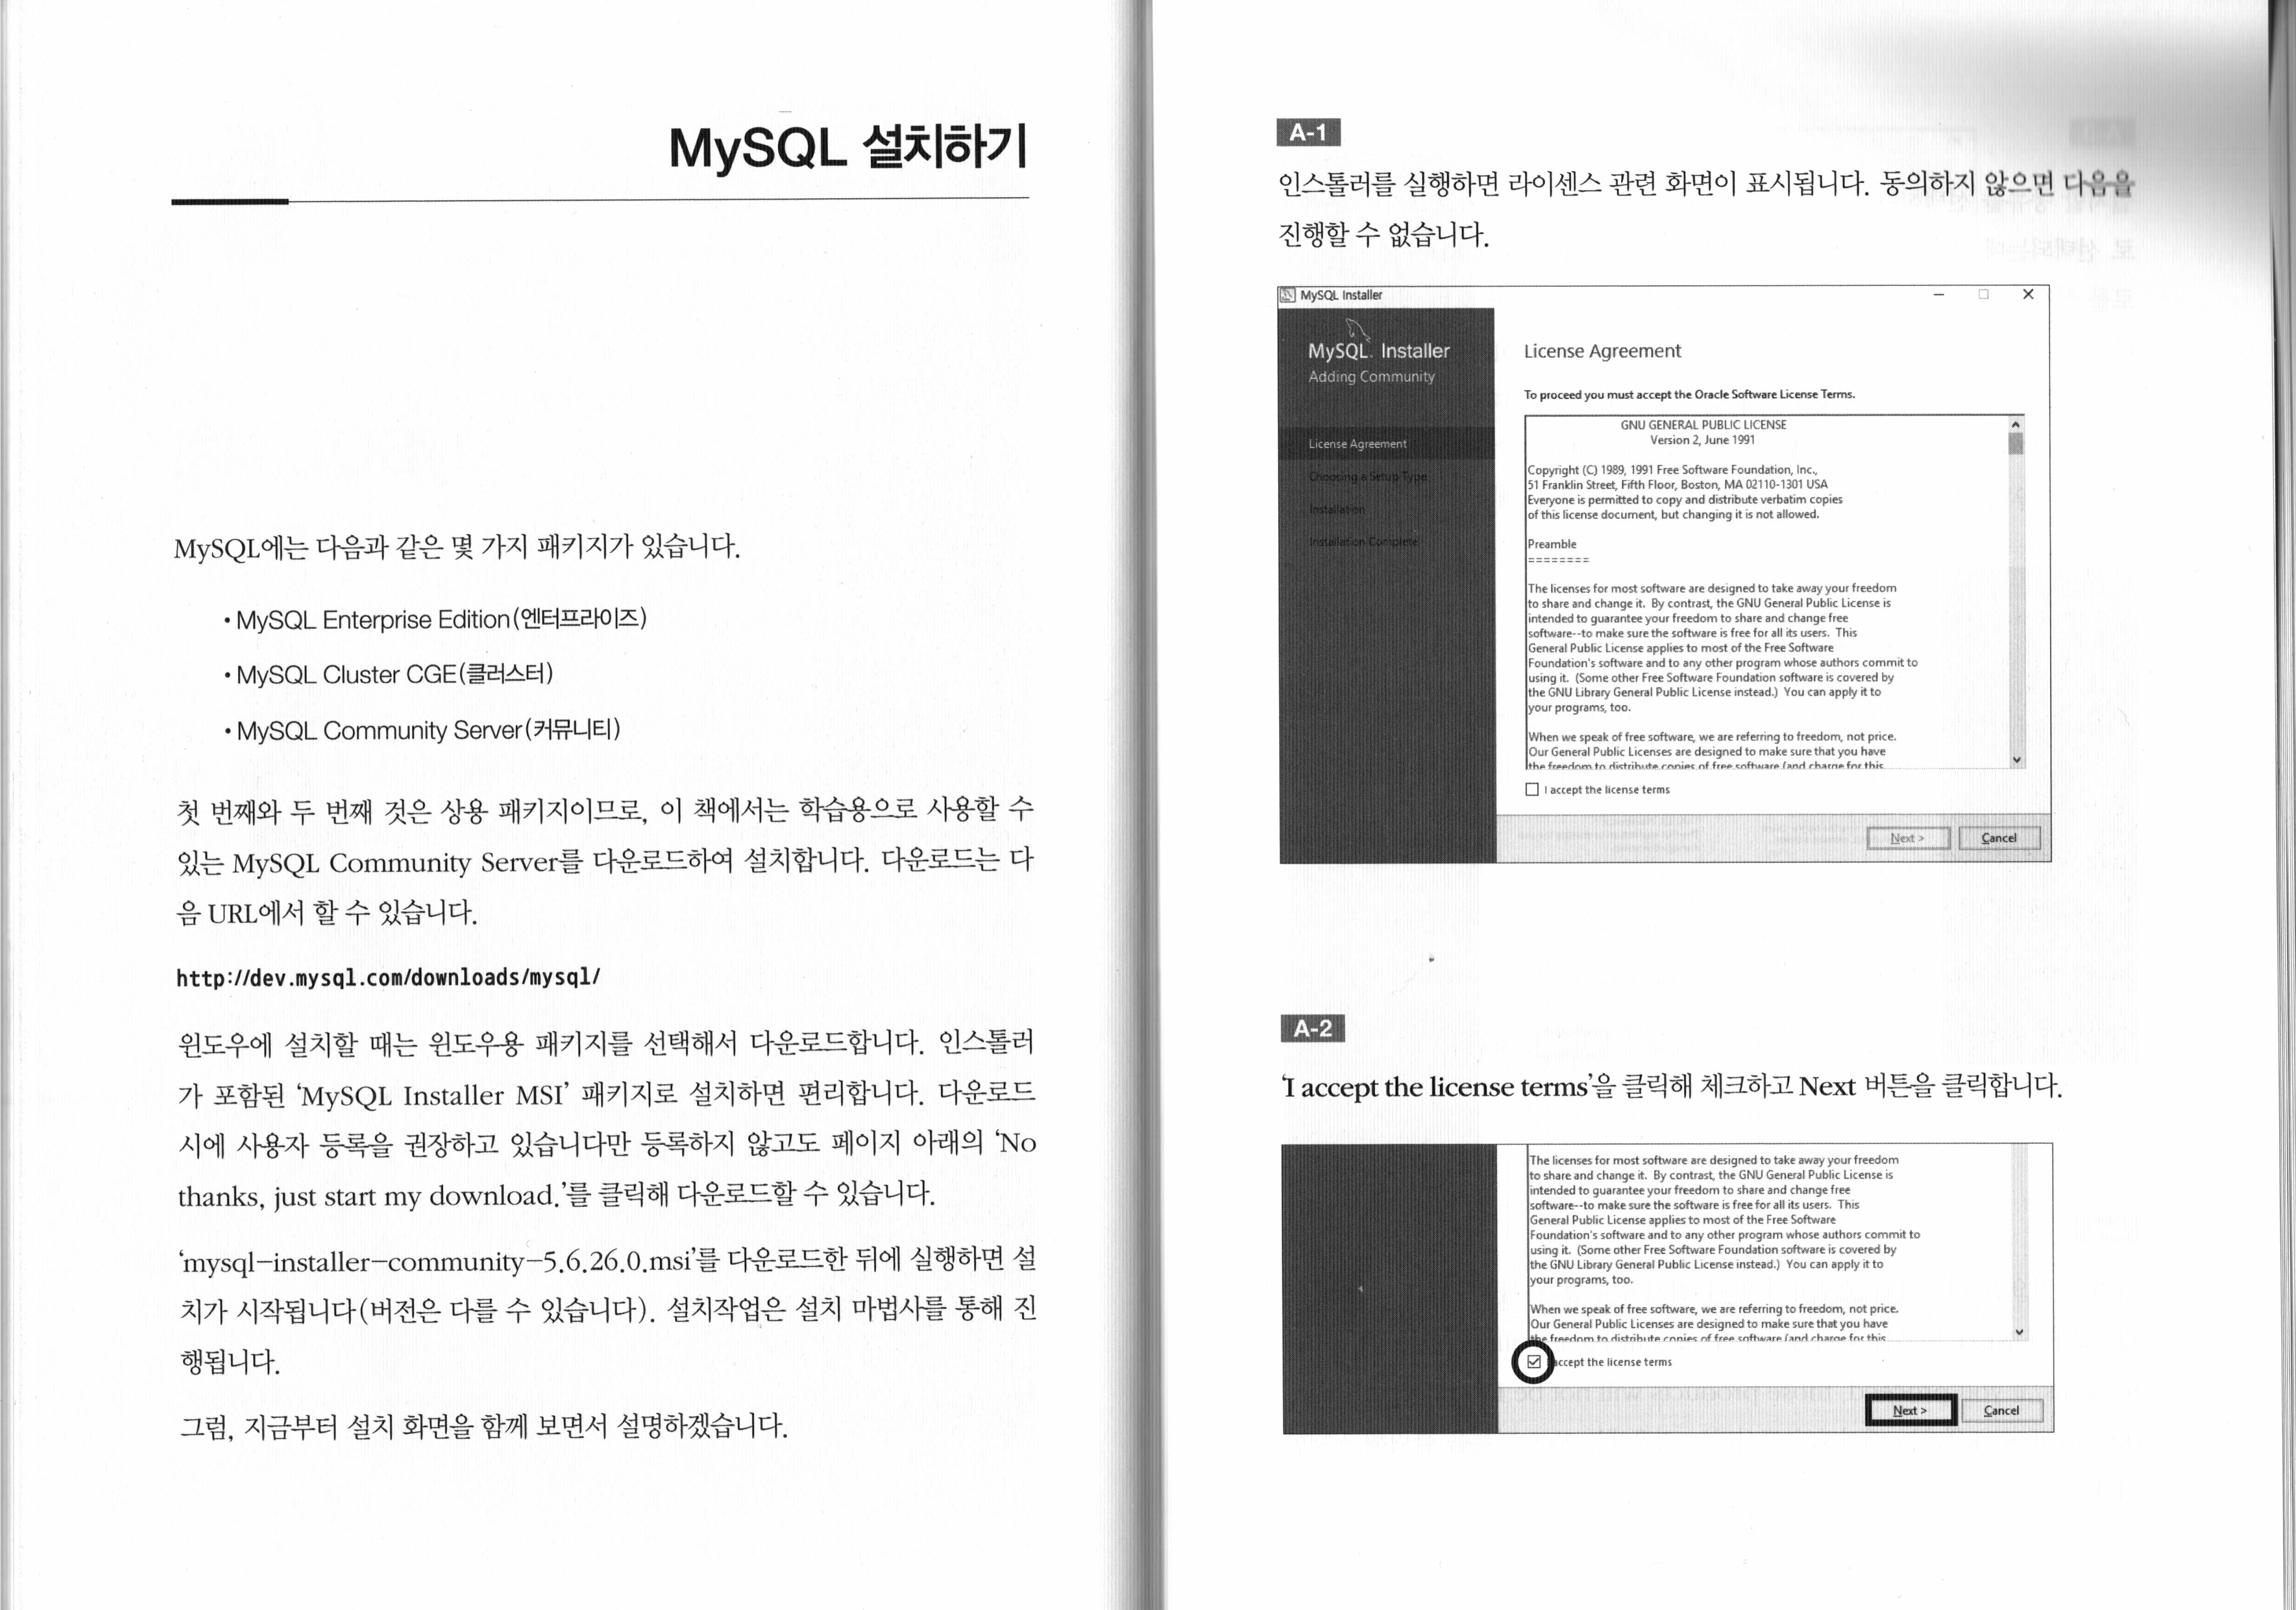 MySQL 설치하기
MySQL에는 다음과 같은 몇 가지 패키지가 있습니다.
• MySQL Enterprise Edition(엔터프라이즈)
• MySQL Cluster CGE(클러스터)
• MySQL Community Server(커뮤니티)
첫 번째와 두 번째 것은 상용 패키지이므로, 이 책에서는 학습용으로 사용할 수
있는 MySQL Community Server를 다운로드하여 설치합니다. 다운로드는 다
음 URL에서 할 수 있습니다.
http://dev.mysql.com/downloads/mysql/
윈도우에 설치할 때는 윈도우용 패키지를 선택해서 다운로드합니다. 인스톨러
가 포함된 ‘MySQL Installer MSI’ 패키지로 설치하면 편리합니다. 다운로드
시에 사용자 등록을 권장하고 있습니다만 등록하지 않고도 페이지 아래의 ‘No
thanks, just start my download.’를 클릭해 다운로드할 수 있습니다.
‘mysql-installer-community-5.6.26.0.msi’를 다운로드한 뒤에 실행하면 설
치가 시작됩니다(버전은 다를 수 있습니다). 설치작업은 설치 마법사를 통해 진
행됩니다.
그럼, 지금부터 설치 화면을 함께 보면서 설명하겠습니다.
A-1
인스톨러를 실행하면 라이센스 관련 화면이 표시됩니다. 동의하지 않으면 다음을
진행할 수 없습니다.
MySQL Installer
MySQL. Installer
Adding Community
License Agreement
Choosing a Setup Type
Installation
Installation Complete
License Agreement
To proceed you must accept the Oracle Software License Terms.
GNU GENERAL PUBLIC LICENSE
Version 2, June 1991
Copyright (C) 1989, 1991 Free Software Foundation, Inc.,
51 Franklin Street, Fifth Floor, Boston, MA 02110-1301 USA
Everyone is permitted to copy and distribute verbatim copies
of this license document, but changing it is not allowed.
Preamble
========
The licenses for most software are designed to take away your freedom
to share and change it. By contrast, the GNU General Public License is
intended to guarantee your freedom to share and change free
software--to make sure the software is free for all its users. This
General Public License applies to most of the Free Software
Foundation's software and to any other program whose authors commit to
using it. (Some other Free Software Foundation software is covered by
the GNU Library General Public License instead.) You can apply it to
your programs, too.
When we speak of free software, we are referring to freedom, not price.
Our General Public Licenses are designed to make sure that you have
the freedom to distribute copies of free software (and charge for this
I accept the license terms
Next >
Cancel
A-2
‘I accept the license terms’을 클릭해 체크하고 Next 버튼을 클릭합니다.
The licenses for most software are designed to take away your freedom
to share and change it. By contrast, the GNU General Public License is
intended to guarantee your freedom to share and change free
software--to make sure the software is free for all its users. This
General Public License applies to most of the Free Software
Foundation's software and to any other program whose authors commit to
using it. (Some other Free Software Foundation software is covered by
the GNU Library General Public License instead.) You can apply it to
your programs, too.
When we speak of free software, we are referring to freedom, not price.
Our General Public Licenses are designed to make sure that you have
the freedom to distribute copies of free software (and charge for this
accept the license terms
Next >
Cancel